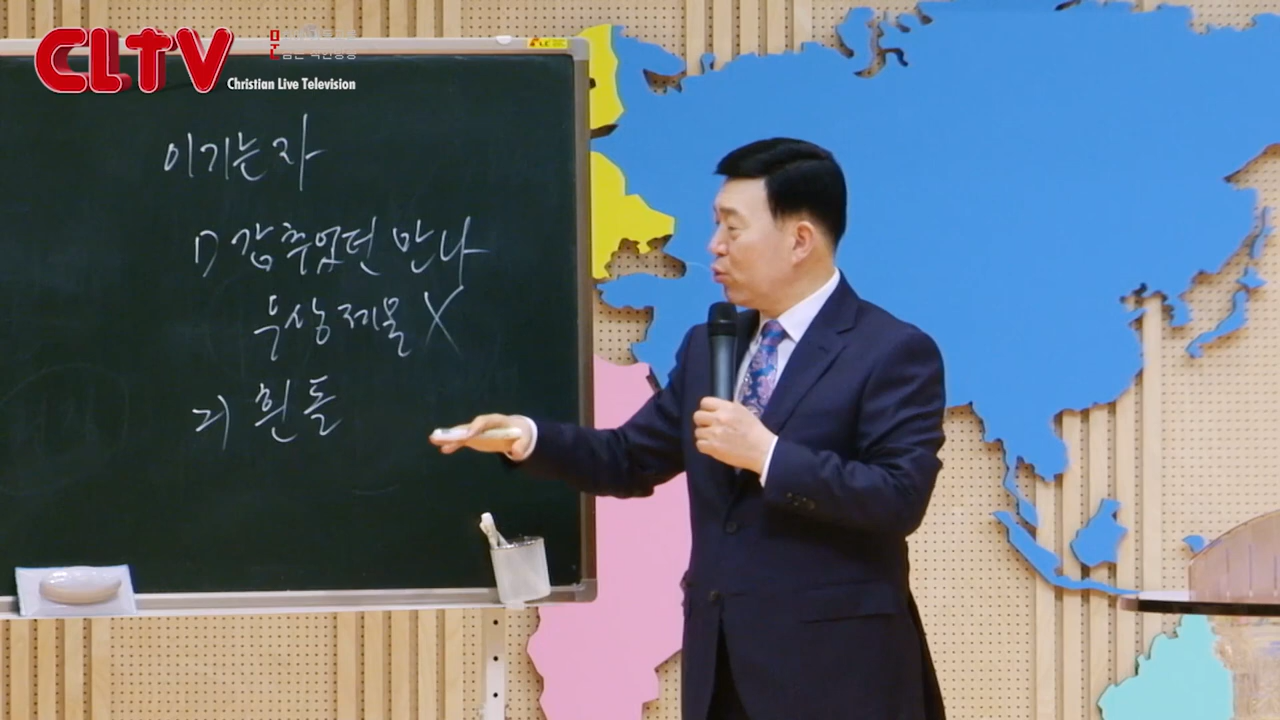 CLTV
Christian Live Television
이기는 자
1) 감추었던 만나
우상 제물 X
2) 흰 돌